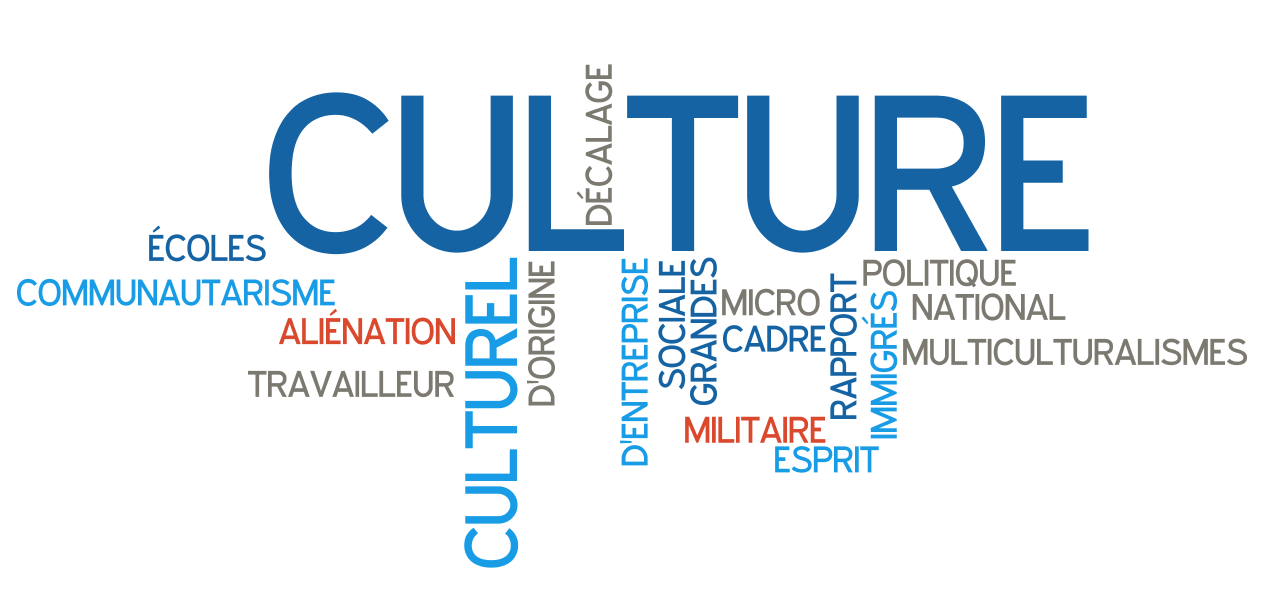 DÉCALAGE
CULTURE
ÉCOLES
COMMUNAUTARISME
ALIÉNATION
TRAVAILLEUR
CULTUREL
D'ORIGINE
D'ENTREPRISE
SOCIALE
GRANDES
MICRO
CADRE
RAPPORT
IMMIGRÉS
POLITIQUE
NATIONAL
MULTICULTURALISMES
MILITAIRE
ESPRIT